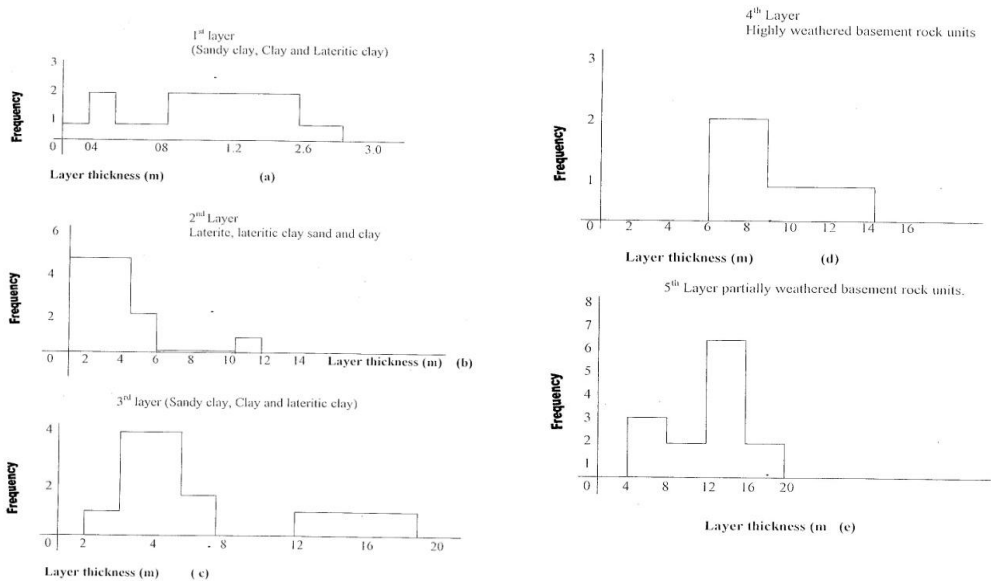 1st layer
(Sandy clay, Clay and Lateritic clay)
3
2
1
0 04 08 1.2 2.6 3.0
Frequency
Layer thickness (m) (a)
2nd Layer
Laterite, lateritic clay sand and clay
6
4
2
0 2 4 6 8 10 12 14 Layer thickness (m) (b)
Frequency
3rd layer (Sandy clay, Clay and lateritic clay)
4
2
0 2 4 8 12 16 20
Frequency
Layer thickness (m) (c)
4th Layer
Highly weathered basement rock units
3
2
1
0 2 4 6 8 10 12 14 16
Frequency
Layer thickness (m) (d)
5th Layer partially weathered basement rock units.
8
7
6
5
4
3
2
1
0 4 8 12 16 20
Frequency
Layer thickness (m (e)